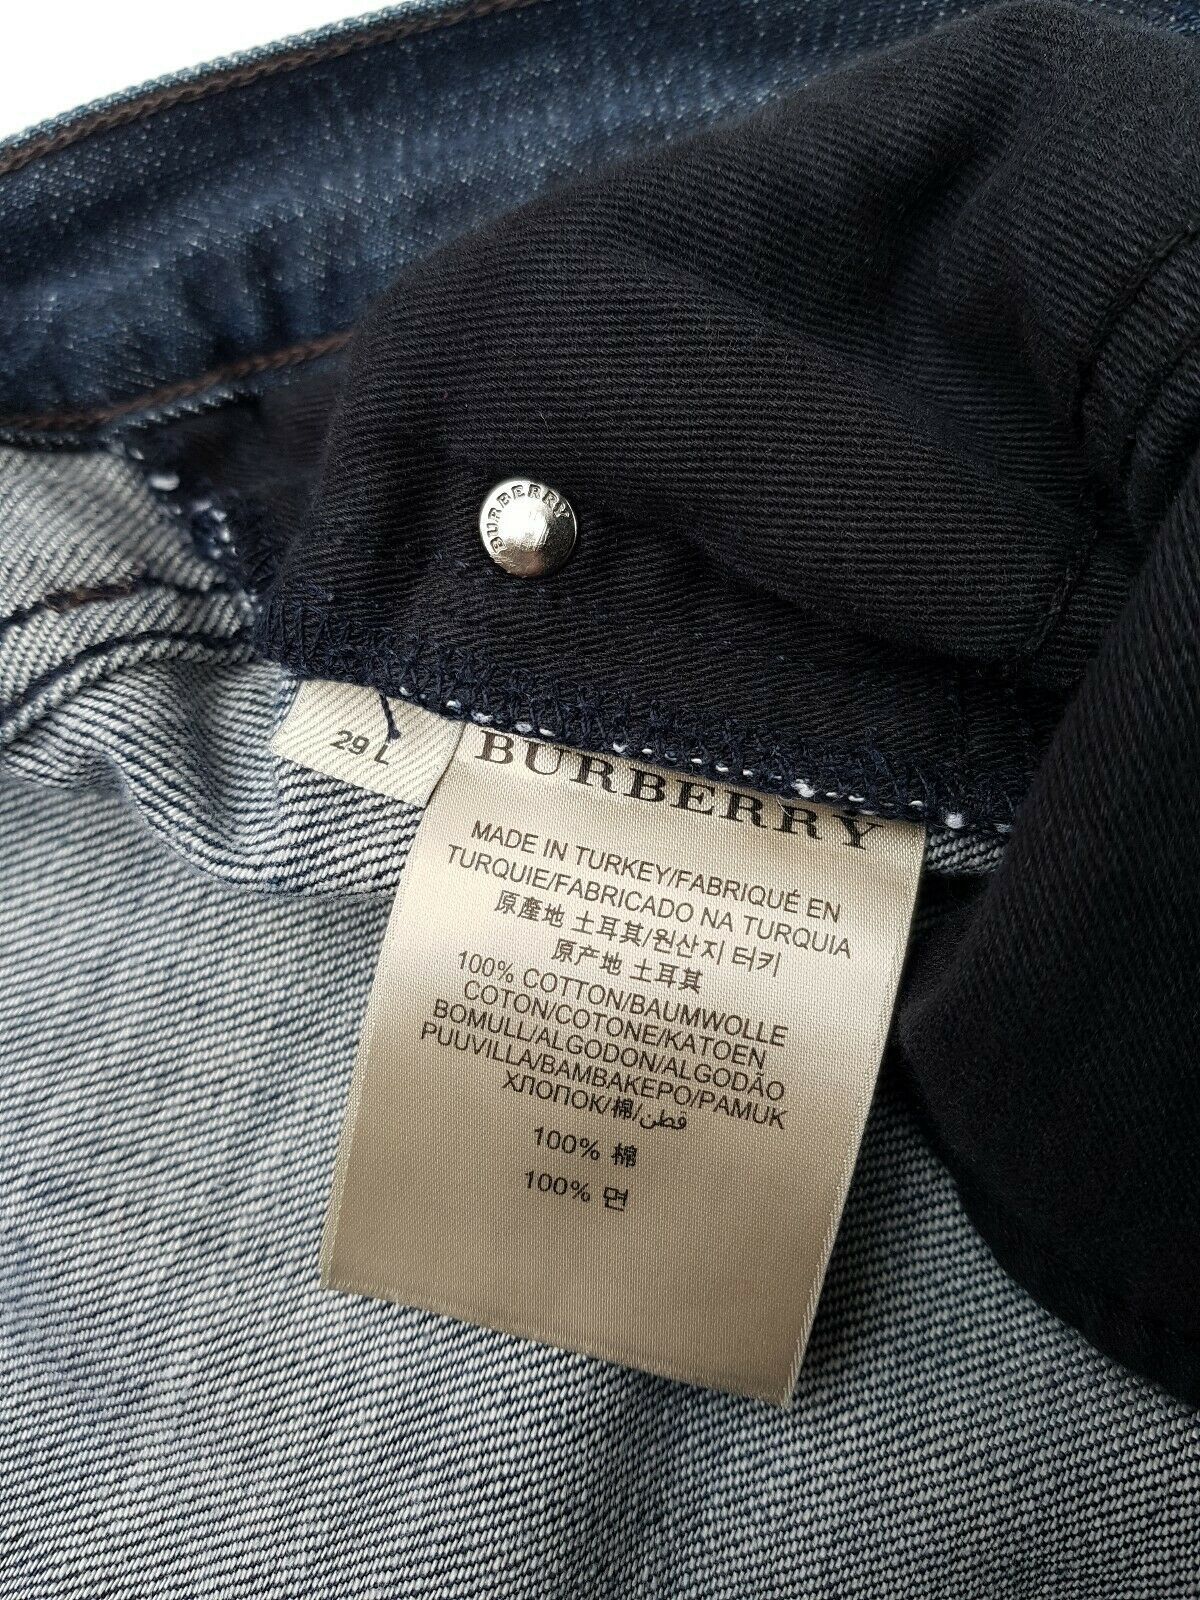 BURBERRY
29 L
BURBERRY
MADE IN TURKEY/FABRIQUÉ EN
TURQUIE/FABRICADO NA TURQUIA
原產地 土耳其/원산지 터키
原产地 土耳其
100% COTTON/BAUMWOLLE
COTON/COTONE/KATOEN
BOMULL/ALGODON/ALGODÃO
PUUVILLA/BAMBAKEPO/PAMUK
ХЛОПОК/棉/قطن
100% 棉
100% 면